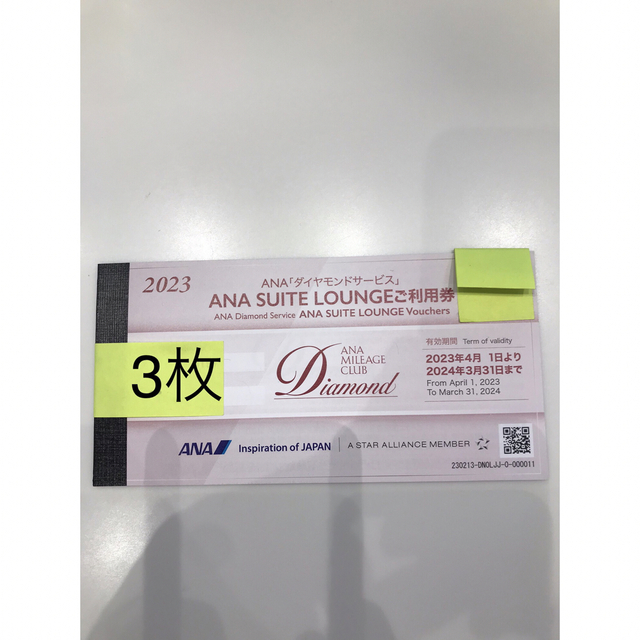 2023
ANA「ダイヤモンドサービス」
ANA SUITE LOUNGEご利用券
ANA Diamond Service ANA SUITE LOUNGE Vouchers
3枚
ANA
MILEAGE
CLUB
Diamond
有効期間 Term of validity
2023年4月 1日より
2024年3月31日まで
From April 1, 2023
To March 31, 2024
ANA Inspiration of JAPAN A STAR ALLIANCE MEMBER
230213-DNOLJJ-0-000011